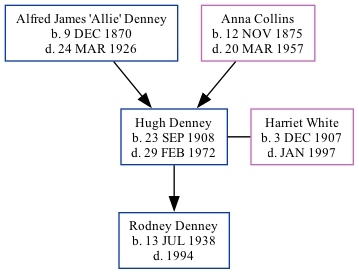 Alfred James 'Allie' Denney
b. 9 DEC 1870
d. 24 MAR 1926
Anna Collins
b. 12 NOV 1875
d. 20 MAR 1957
Hugh Denney
b. 23 SEP 1908
d. 29 FEB 1972
Harriet White
b. 3 DEC 1907
d. JAN 1997
Rodney Denney
b. 13 JUL 1938
d. 1994